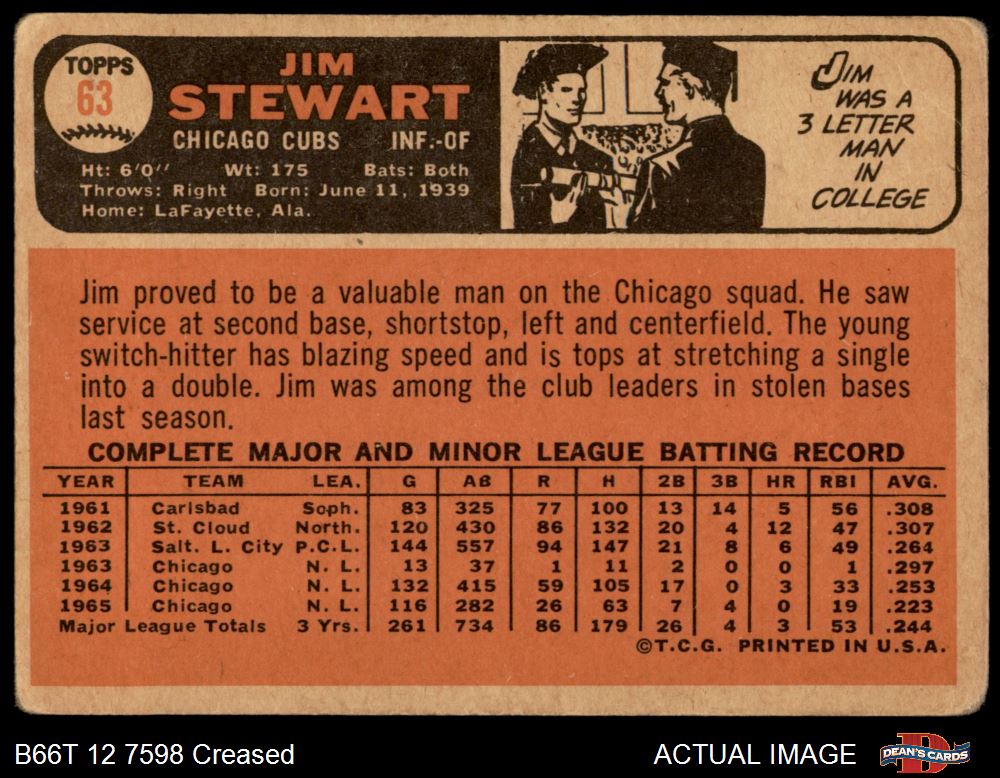 TOPPS
63
JIM
STEWART
CHICAGO CUBS INF.-OF
Ht: 6'0" Wt: 175 Bats: Both
Throws: Right Born: June 11, 1939
Home: LaFayette, Ala.
JIM
WAS A
3 LETTER
MAN
IN
COLLEGE
Jim proved to be a valuable man on the Chicago squad. He saw
service at second base, shortstop, left and centerfield. The young
switch-hitter has blazing speed and is tops at stretching a single
into a double. Jim was among the club leaders in stolen bases
last season.
COMPLETE MAJOR AND MINOR LEAGUE BATTING RECORD
YEAR TEAM LEA. G AB R H 2B 3B HR RBI AVG.
1961 Carlsbad Soph. 83 325 77 100 13 14 5 56 .308
1962 St. Cloud North. 120 430 86 132 20 4 12 47 .307
1963 Salt. L. City P.C.L. 144 557 94 147 21 8 6 49 .264
1963 Chicago N. L. 13 37 1 11 2 0 0 1 .297
1964 Chicago N. L. 132 415 59 105 17 0 3 33 .253
1965 Chicago N. L. 116 282 26 63 7 4 0 19 .223
Major League Totals 3 Yrs. 261 734 86 179 26 4 3 53 .244
©T.C.G. PRINTED IN U.S.A.
B66T 12 7598 Creased ACTUAL IMAGE DEAN'S CARDS